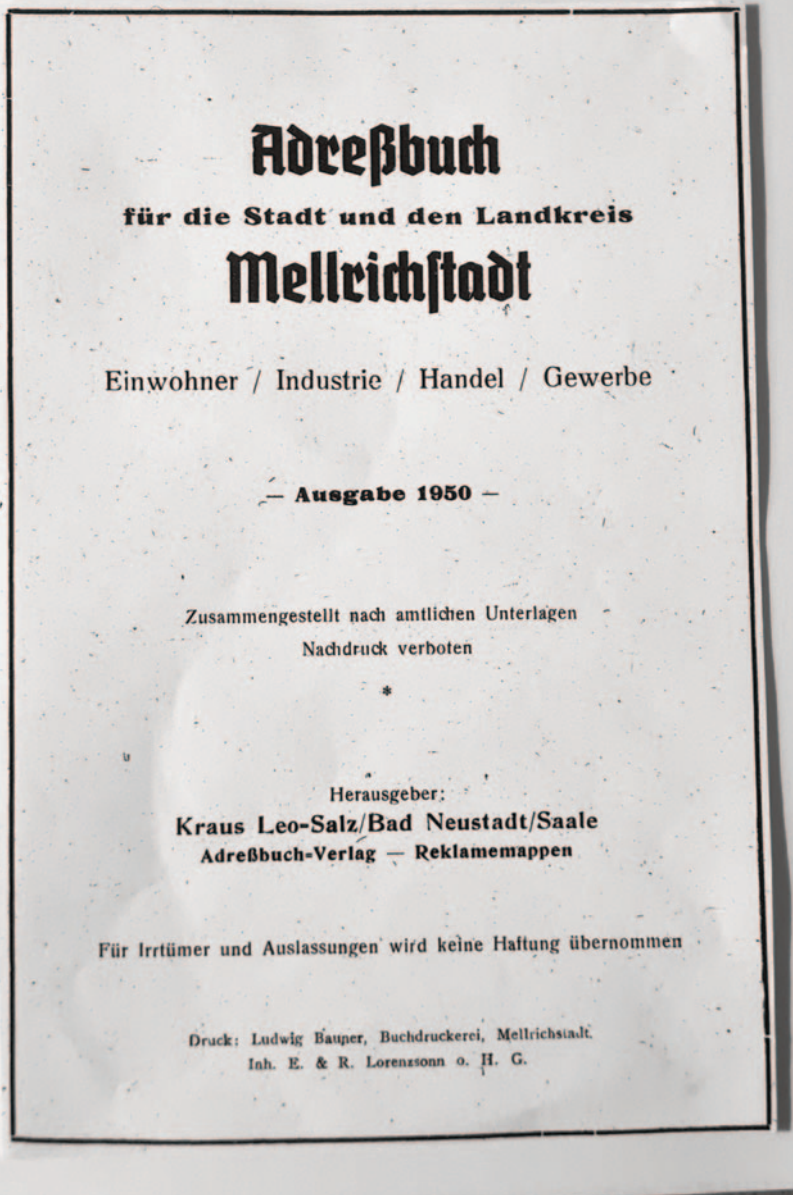 Adreßbuch
für die Stadt und den Landkreis
Mellrichstadt
Einwohner / Industrie / Handel / Gewerbe
— Ausgabe 1950 —
Zusammengestellt nach amtlichen Unterlagen
Nachdruck verboten
*
Herausgeber:
Kraus Leo-Salz/Bad Neustadt/Saale
Adreßbuch-Verlag — Reklamemappen
Für Irrtümer und Auslassungen wird keine Haftung übernommen
Druck: Ludwig Buchdruckerei, Mellrichstadt.
Inh. E. & R. Lorenzsonn o. H. G.